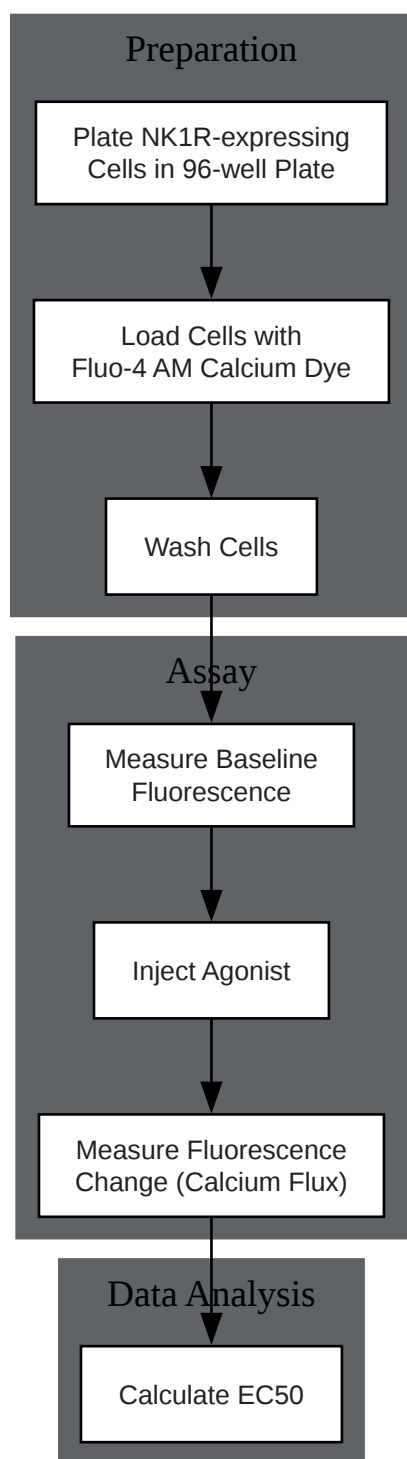 Preparation
Plate NK1R-expressing
Cells in 96-well Plate
Load Cells with
Fluo-4 AM Calcium Dye
Wash Cells
Assay
Measure Baseline
Fluorescence
Inject Agonist
Measure Fluorescence
Change (Calcium Flux)
Data Analysis
Calculate EC50